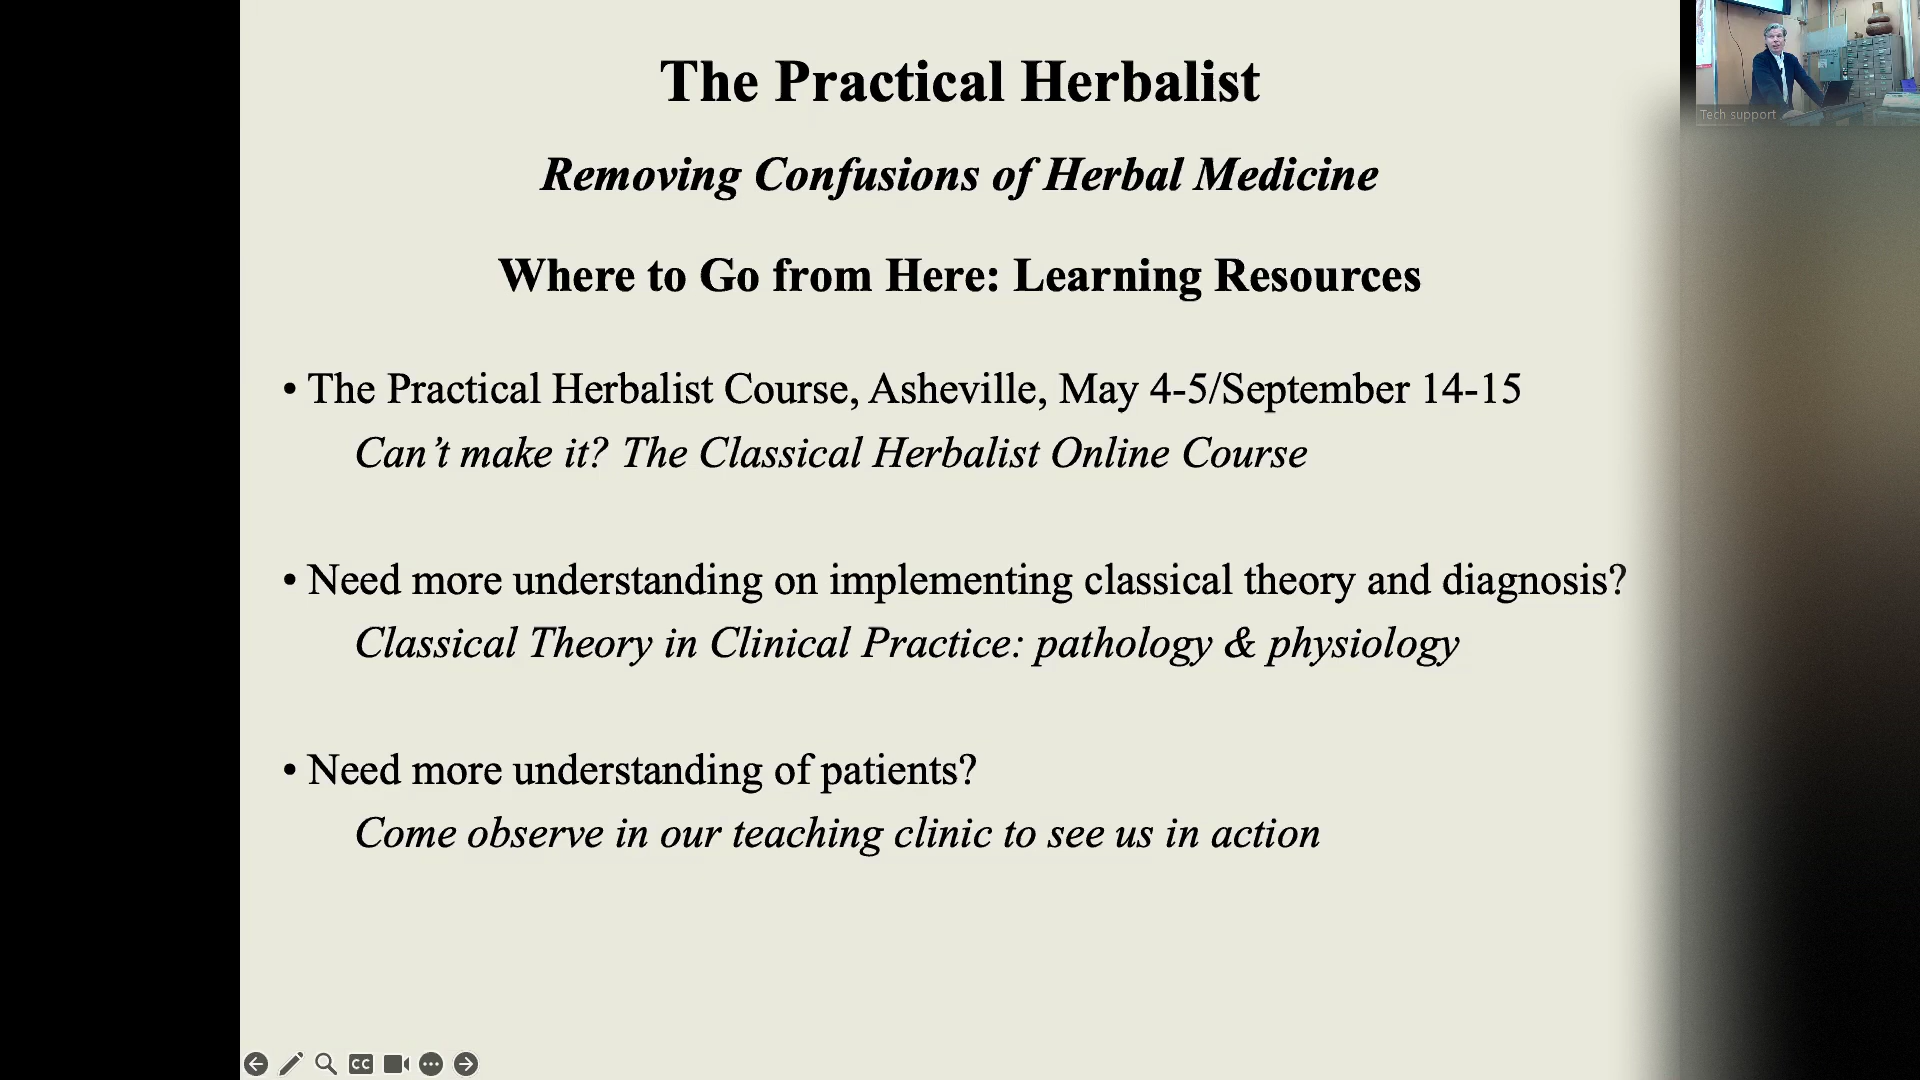 The Practical Herbalist
Removing Confusions of Herbal Medicine
Where to Go from Here: Learning Resources
• The Practical Herbalist Course, Asheville, May 4-5/September 14-15
Can’t make it? The Classical Herbalist Online Course
• Need more understanding on implementing classical theory and diagnosis?
Classical Theory in Clinical Practice: pathology & physiology
• Need more understanding of patients?
Come observe in our teaching clinic to see us in action
Tech support
CC